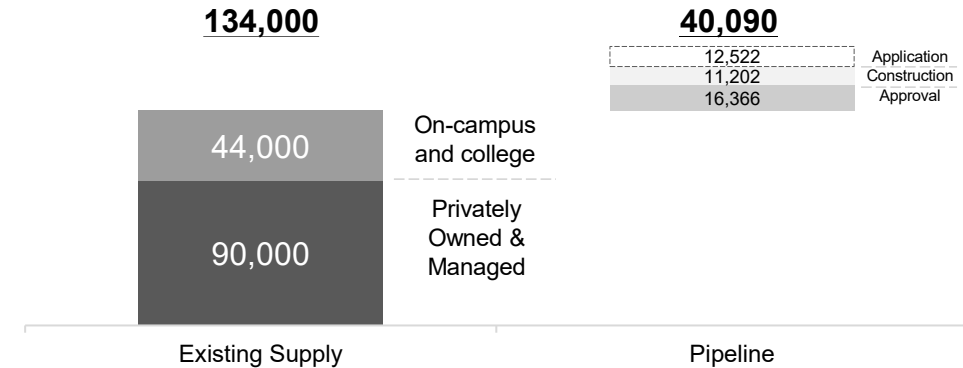 134,000
40,090
12,522
Application
11,202
Construction
16,366
Approval
44,000
On-campus
and college
90,000
Privately
Owned &
Managed
Existing Supply
Pipeline